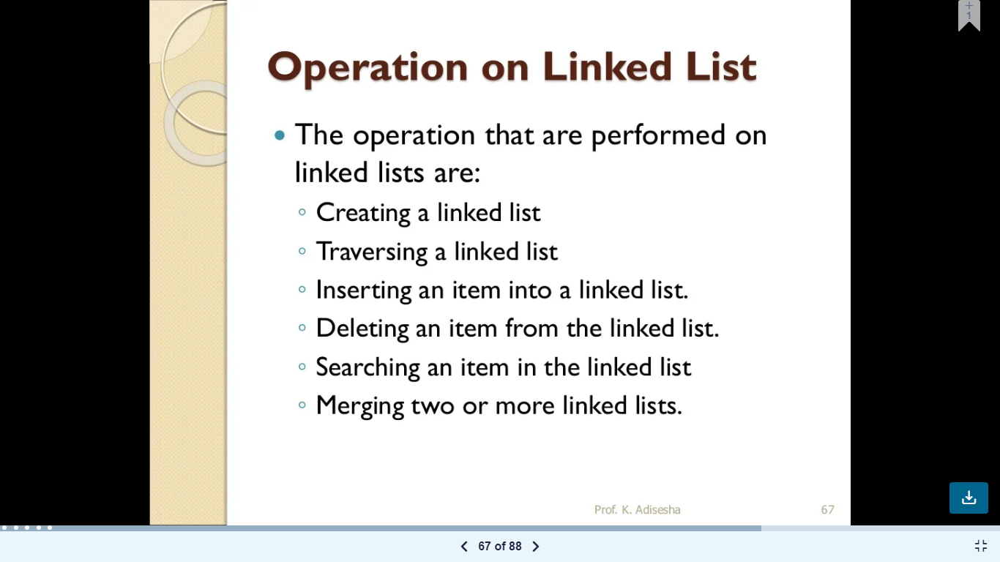 +
1
Operation on Linked List
• The operation that are performed on
linked lists are:
◦ Creating a linked list
◦ Traversing a linked list
◦ Inserting an item into a linked list.
◦ Deleting an item from the linked list.
◦ Searching an item in the linked list
◦ Merging two or more linked lists.
Prof. K. Adisesha 67
67 of 88